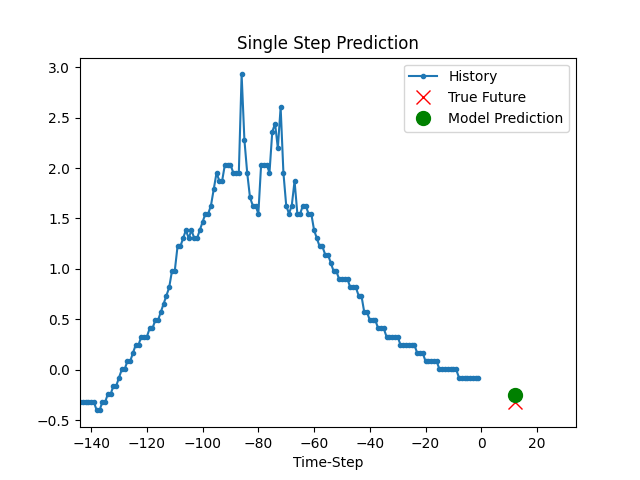 Single Step Prediction
3.0
2.5
2.0
1.5
1.0
0.5
0.0
−0.5
History
True Future
Model Prediction
−140 −120 −100 −80 −60 −40 −20 0 20
Time-Step